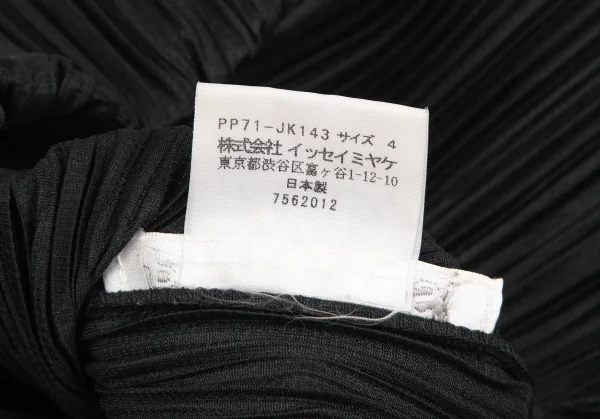 PP71-JK143 サイズ 4
株式会社 イッセイミヤケ
東京都渋谷区富ヶ谷1-12-10
日本製
7562012